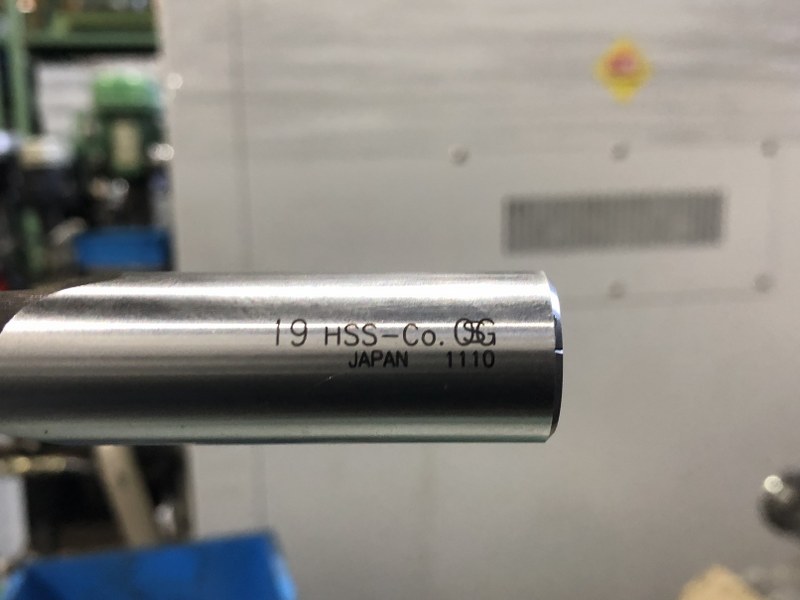 19 HSS-Co. OSG
JAPAN 1110